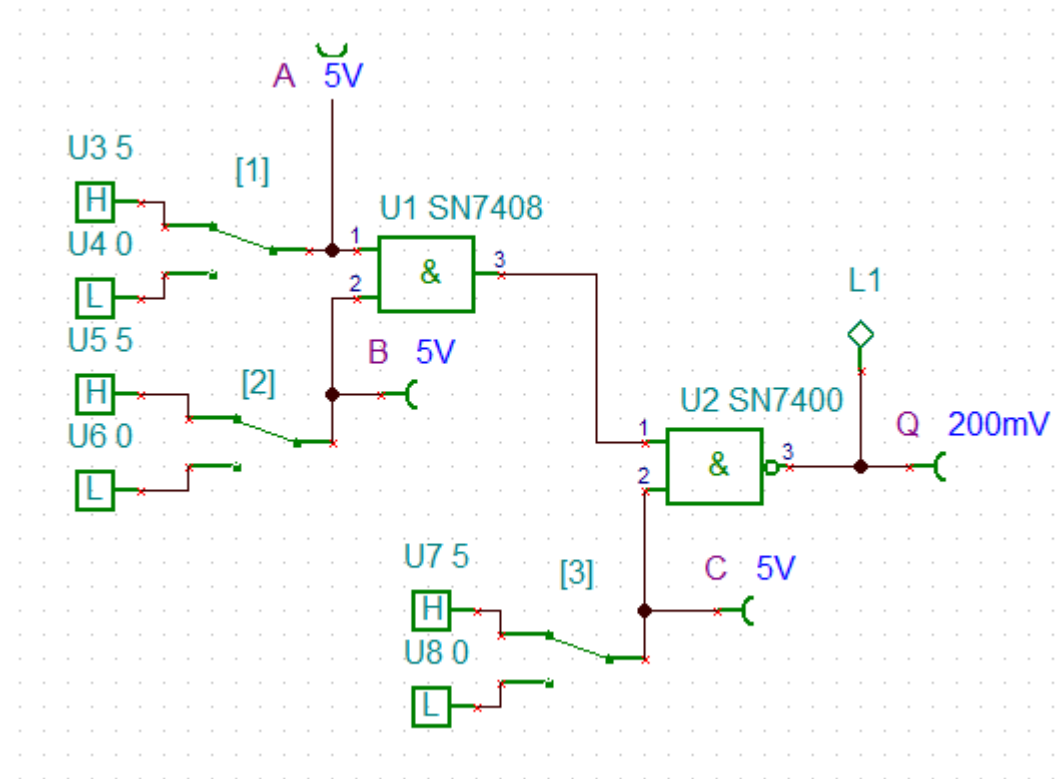 A 5V
U3 5
[1]
H
U1 SN7408
U4 0
1
3
&
2
L
L1
U5 5
B 5V
[2]
H
U2 SN7400
Q 200mV
U6 0
1
3
&
2
L
U7 5
[3]
C 5V
H
U8 0
L